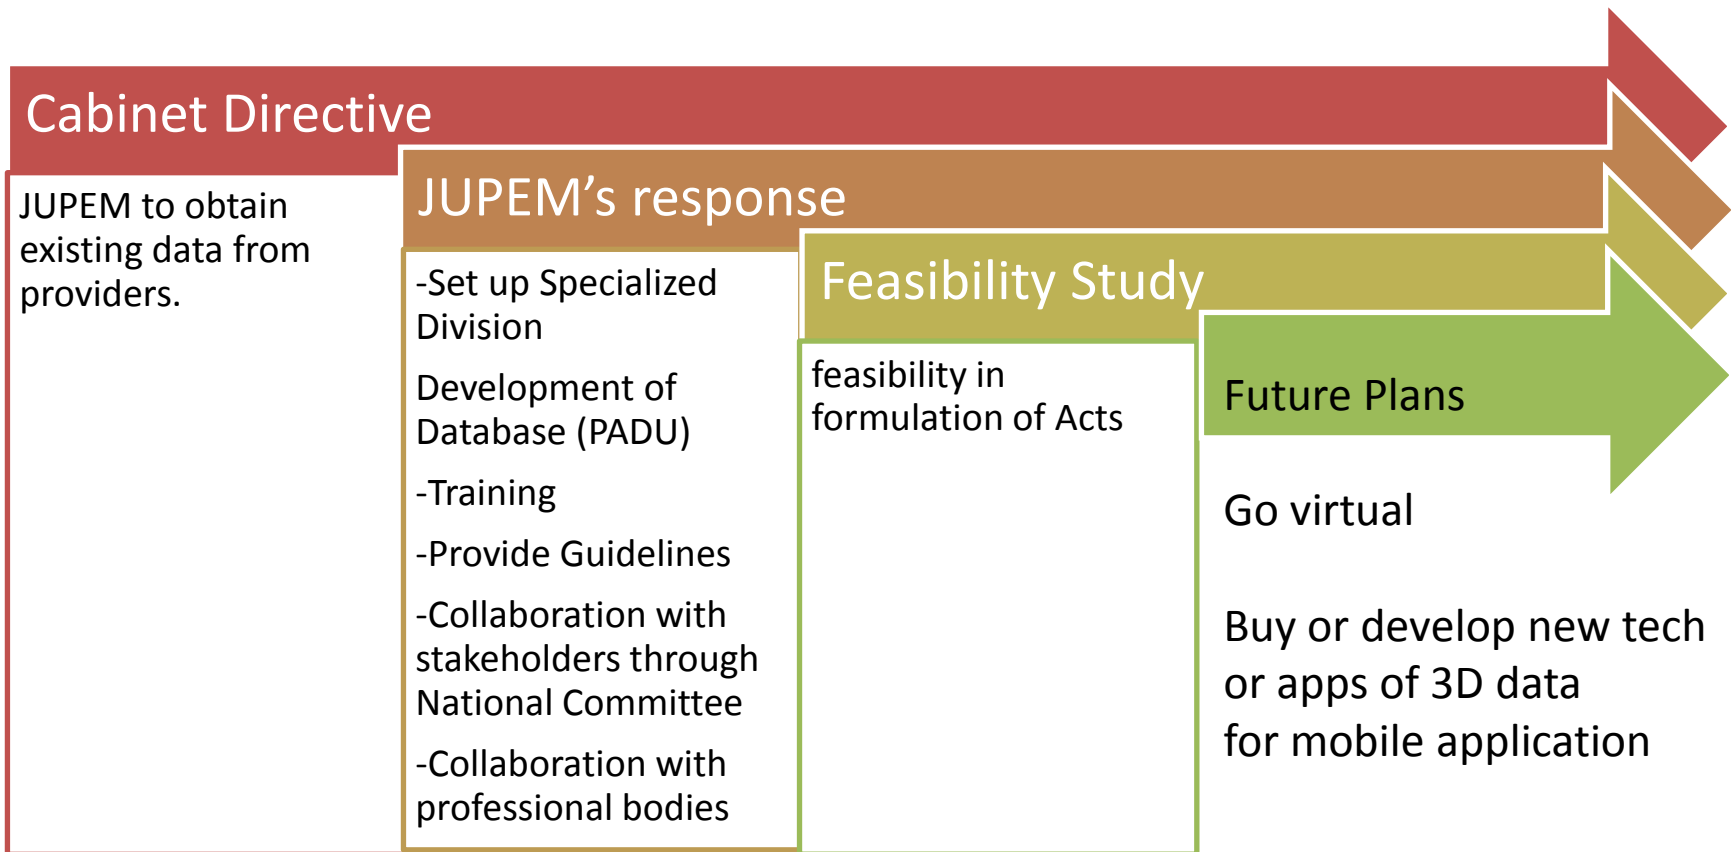 Cabinet Directive
JUPEM to obtain
existing data from
providers.
JUPEM’s response
-Set up Specialized
Division
Development of
Database (PADU)
-Training
-Provide Guidelines
-Collaboration with
stakeholders through
National Committee
-Collaboration with
professional bodies
Feasibility Study
feasibility in
formulation of Acts
Future Plans
Go virtual
Buy or develop new tech
or apps of 3D data
for mobile application